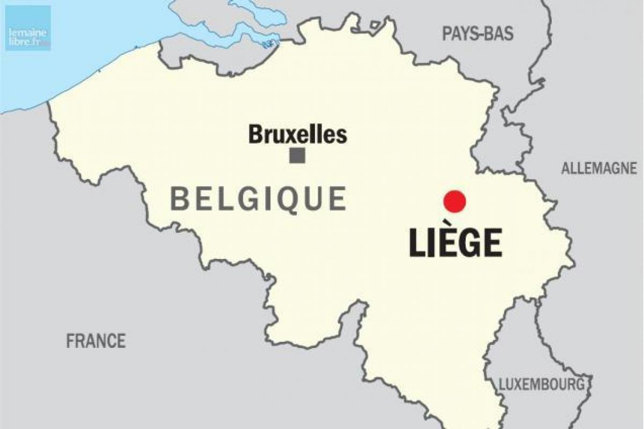 lemaine
libre.fr
PAYS-BAS
Bruxelles
ALLEMAGNE
BELGIQUE
LIÈGE
FRANCE
LUXEMBOURG